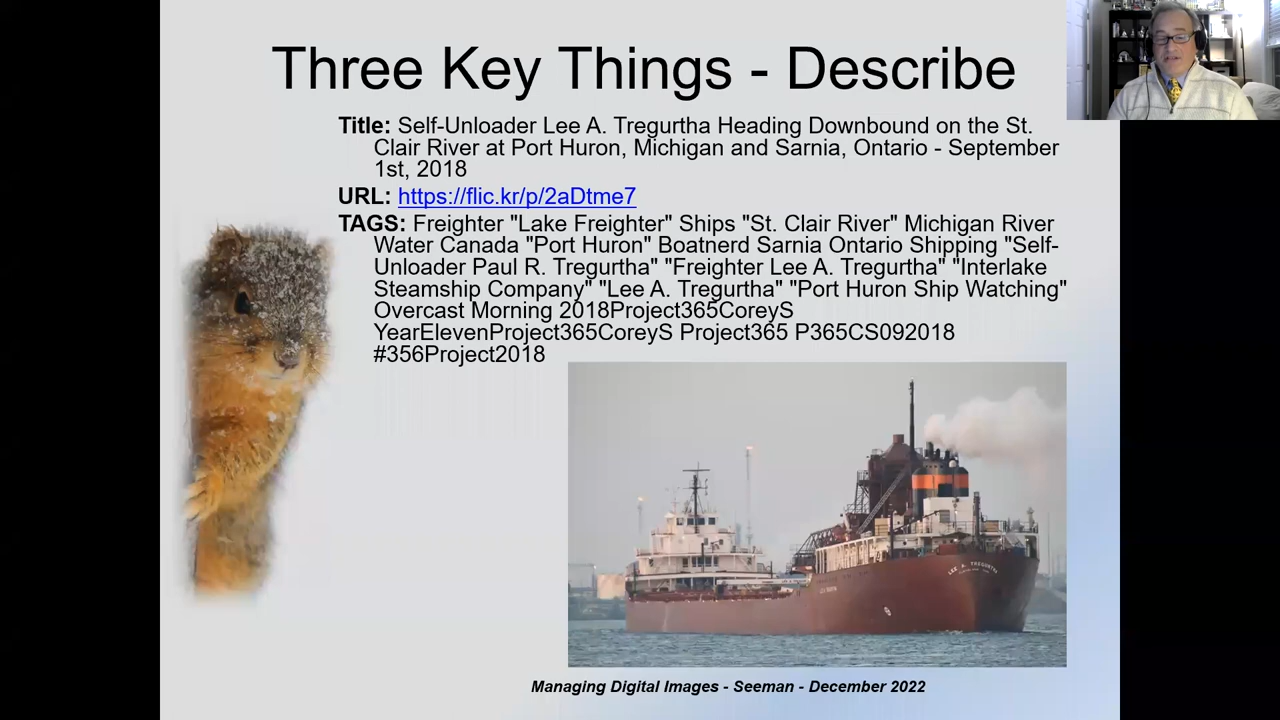 Three Key Things - Describe
Title: Self-Unloader Lee A. Tregurtha Heading Downbound on the St.
Clair River at Port Huron, Michigan and Sarnia, Ontario - September
1st, 2018
URL: https://flic.kr/p/2aDtme7
TAGS: Freighter "Lake Freighter" Ships "St. Clair River" Michigan River
Water Canada "Port Huron" Boatnerd Sarnia Ontario Shipping "Self-
Unloader Paul R. Tregurtha" "Freighter Lee A. Tregurtha" "Interlake
Steamship Company" "Lee A. Tregurtha" "Port Huron Ship Watching"
Overcast Morning 2018Project365CoreyS
YearElevenProject365CoreyS Project365 P365CS092018
#356Project2018
LEE A. TREGURTHA
Managing Digital Images - Seeman - December 2022